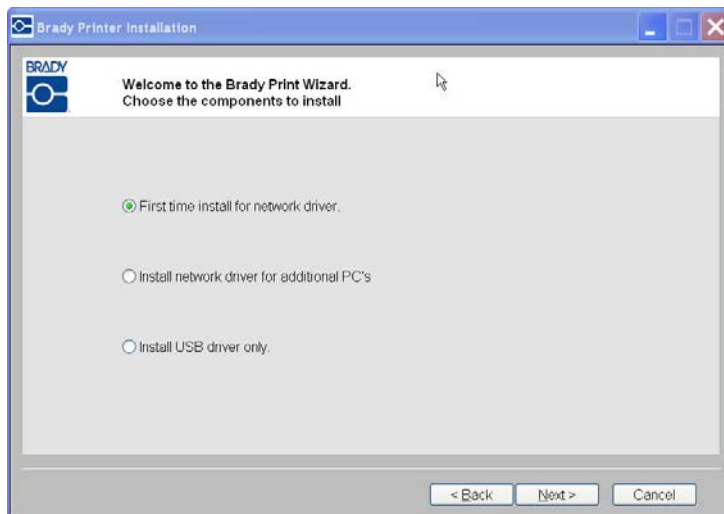 Brady Printer Installation
BRADY
Welcome to the Brady Print Wizard.
Choose the components to install
First time install for network driver.
Install network driver for additional PC's
Install USB driver only.
< Back
Next >
Cancel